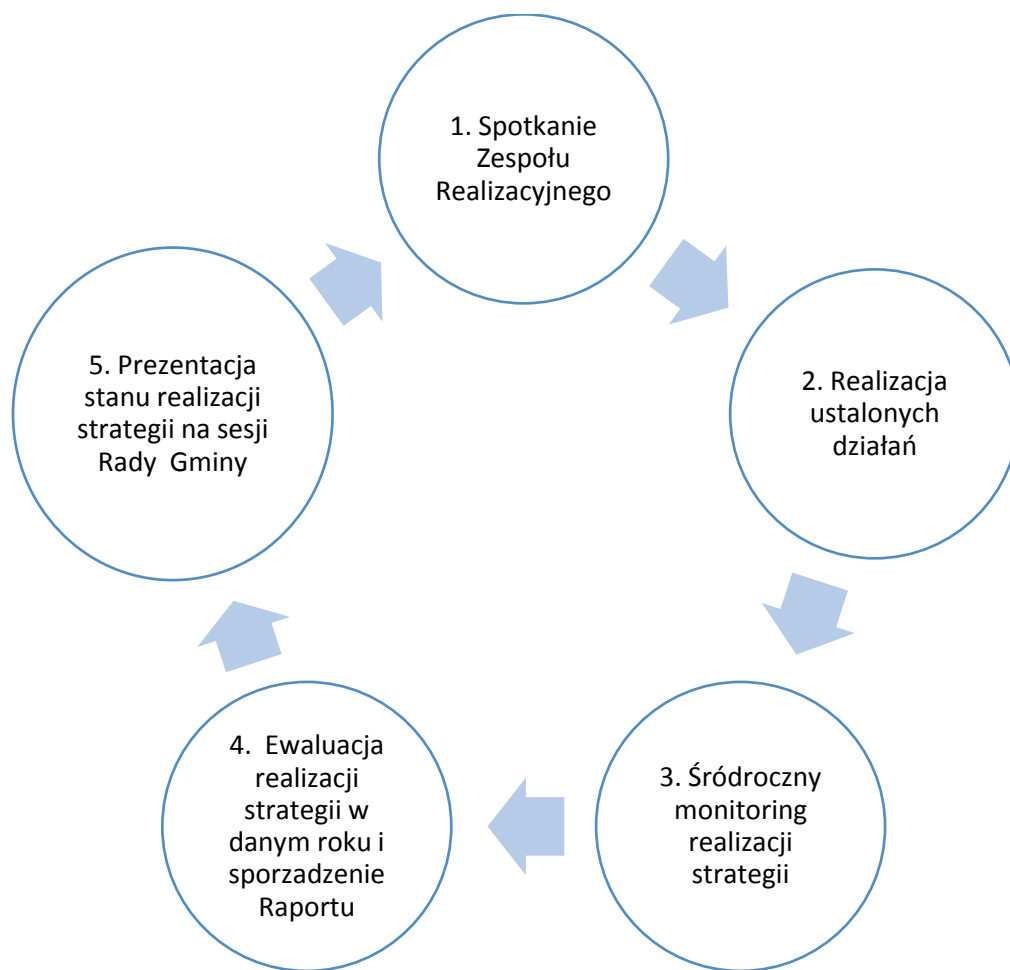 1. Spotkanie
Zespołu
Realizacyjnego
2. Realizacja
ustalonych
działań
3. Śródroczny
monitoring
realizacji
strategii
4.  Ewaluacja
realizacji
strategii w
danym roku i
sporzadzenie
Raportu
5. Prezentacja
stanu realizacji
strategii na sesji
Rady  Gminy